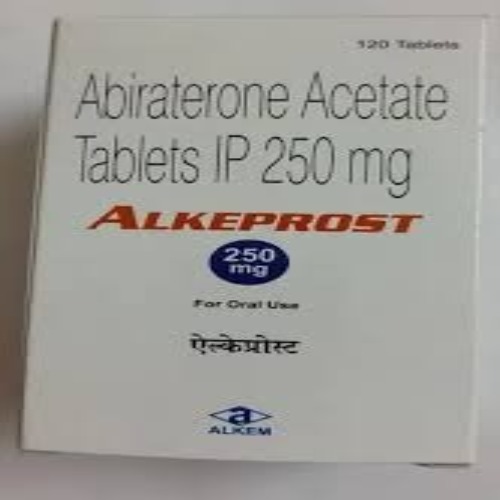 120 Tablets
Abiraterone Acetate
Tablets IP 250 mg
ALKEPROST
250
mg
For Oral Use
ऐल्केप्रोस्ट
a
ALKEM